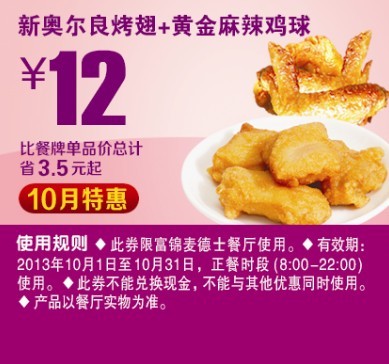 新奥尔良烤翅+黄金麻辣鸡球
¥12
比餐牌单品价总计
省3.5元起
10月特惠
使用规则 ◆ 此券限富锦麦德士餐厅使用。◆ 有效期：
2013年10月1日至10月31日，正餐时段 (8:00-22:00)
使用。◆ 此券不能兑换现金，不能与其他优惠同时使用。
◆ 产品以餐厅实物为准。